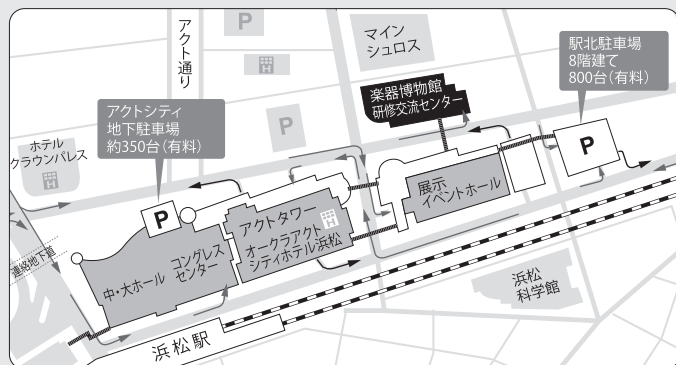 アクト通り
P
H
マイン
シュロス
駅北駐車場
8階建て
800台(有料)
楽器博物館
研修交流センター
アクトシティ
地下駐車場
約350台(有料)
P
P
ホテル
クラウンパレス
H
P
展示
イベントホール
アクトタワー
H
オークラアクト
シティホテル浜松
コングレス
センター
中・大ホール
連絡地下道
浜松
科学館
浜松駅